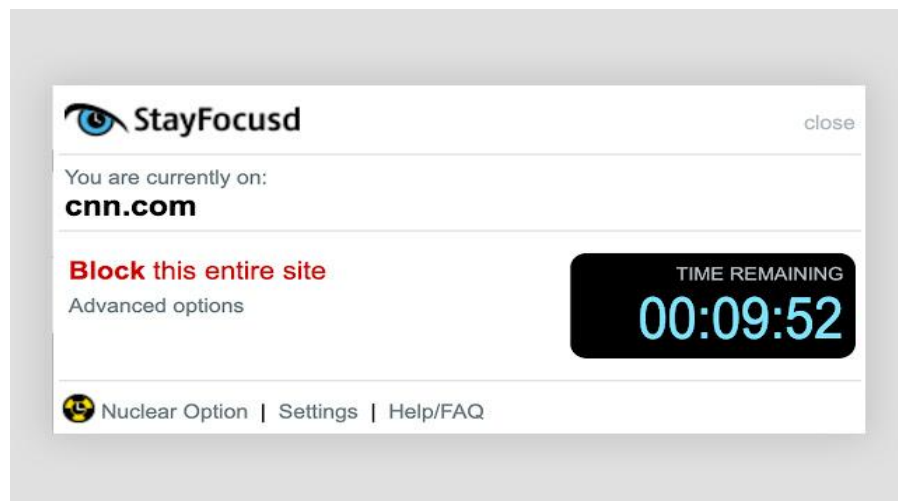 StayFocusd
close
You are currently on:
cnn.com
Block this entire site
Advanced options
TIME REMAINING
00:09:52
Nuclear Option | Settings | Help/FAQ